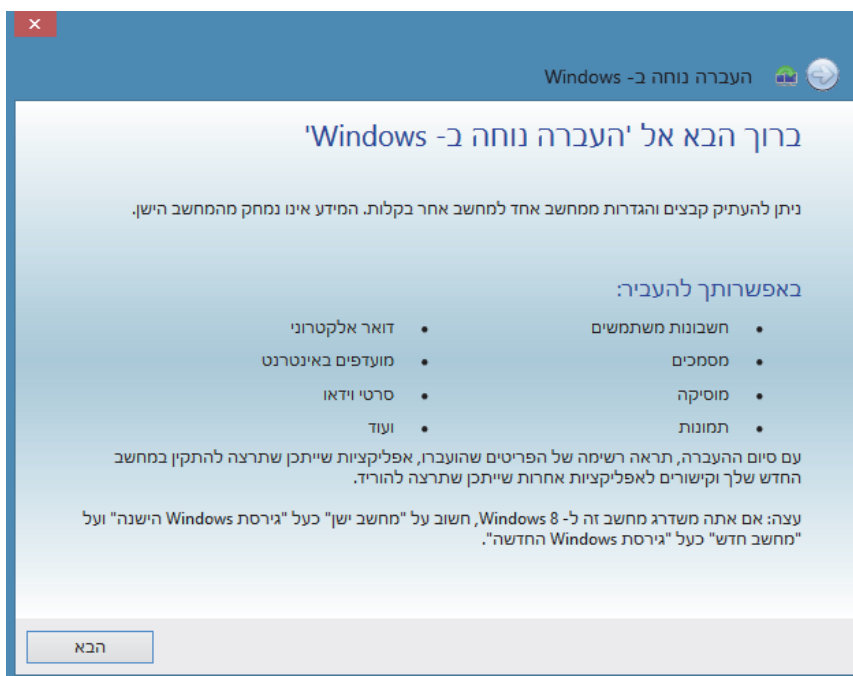 העברה נוחה ב- Windows
ברוך הבא אל 'העברה נוחה ב- Windows'
ניתן להעתיק קבצים והגדרות ממחשב אחד למחשב אחר בקלות. המידע אינו נמחק מהמחשב הישן.
באפשרותך להעביר:
• חשבונות משתמשים
• מסמכים
• מוסיקה
• תמונות
• דואר אלקטרוני
• מועדפים באינטרנט
• סרטי וידאו
• ועוד
עם סיום ההעברה, תראה רשימה של הפריטים שהועברו, אפליקציות שייתכן שתרצה להתקין במחשב
החדש שלך וקישורים לאפליקציות אחרות שייתכן שתרצה להוריד.
עצה: אם אתה משדרג מחשב זה ל- Windows 8, חשוב על "מחשב ישן" כעל "גירסת Windows הישנה" ועל
"מחשב חדש" כעל "גירסת Windows החדשה".
הבא